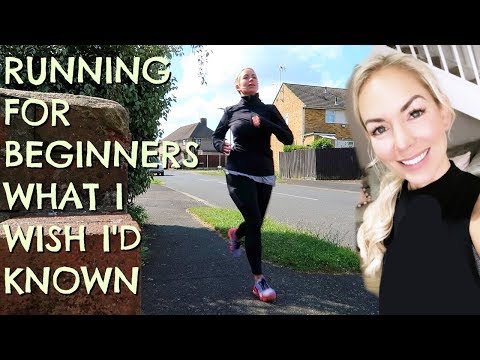 RUNNING
FOR
BEGINNERS
WHAT I
WISH I'D
KNOWN